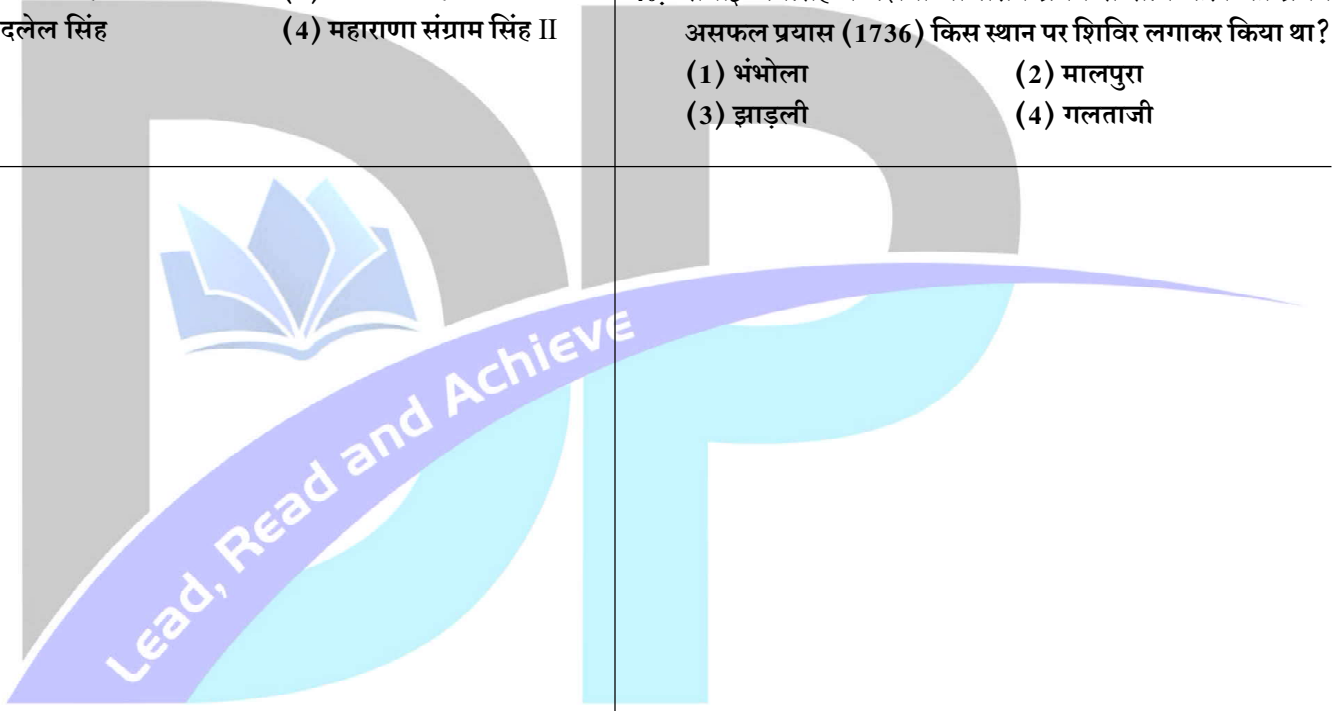 दलेल सिंह
(4) महाराणा संग्राम सिंह II
असफल प्रयास (1736) किस स्थान पर शिविर लगाकर किया था?
(1) भंभोला
(2) मालपुरा
(3) झाड़ली
(4) गलताजी
Lead, Read and Achieve